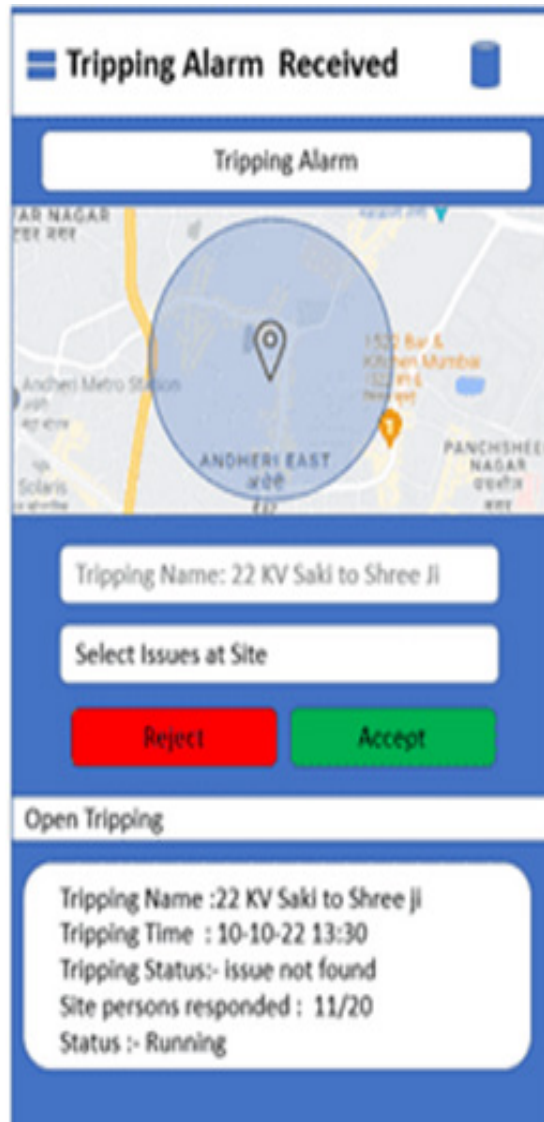 Tripping Alarm Received
Tripping Alarm
AR NAGAR
Andheri Metro Station
1522 Bar &
Kitchen Mumbai
Solaris
ANDHERI EAST
PANCHSHEE
NAGAR
Tripping Name: 22 KV Saki to Shree Ji
Select Issues at Site
Reject
Accept
Open Tripping
Tripping Name :22 KV Saki to Shree ji
Tripping Time : 10-10-22 13:30
Tripping Status:- issue not found
Site persons responded : 11/20
Status :- Running